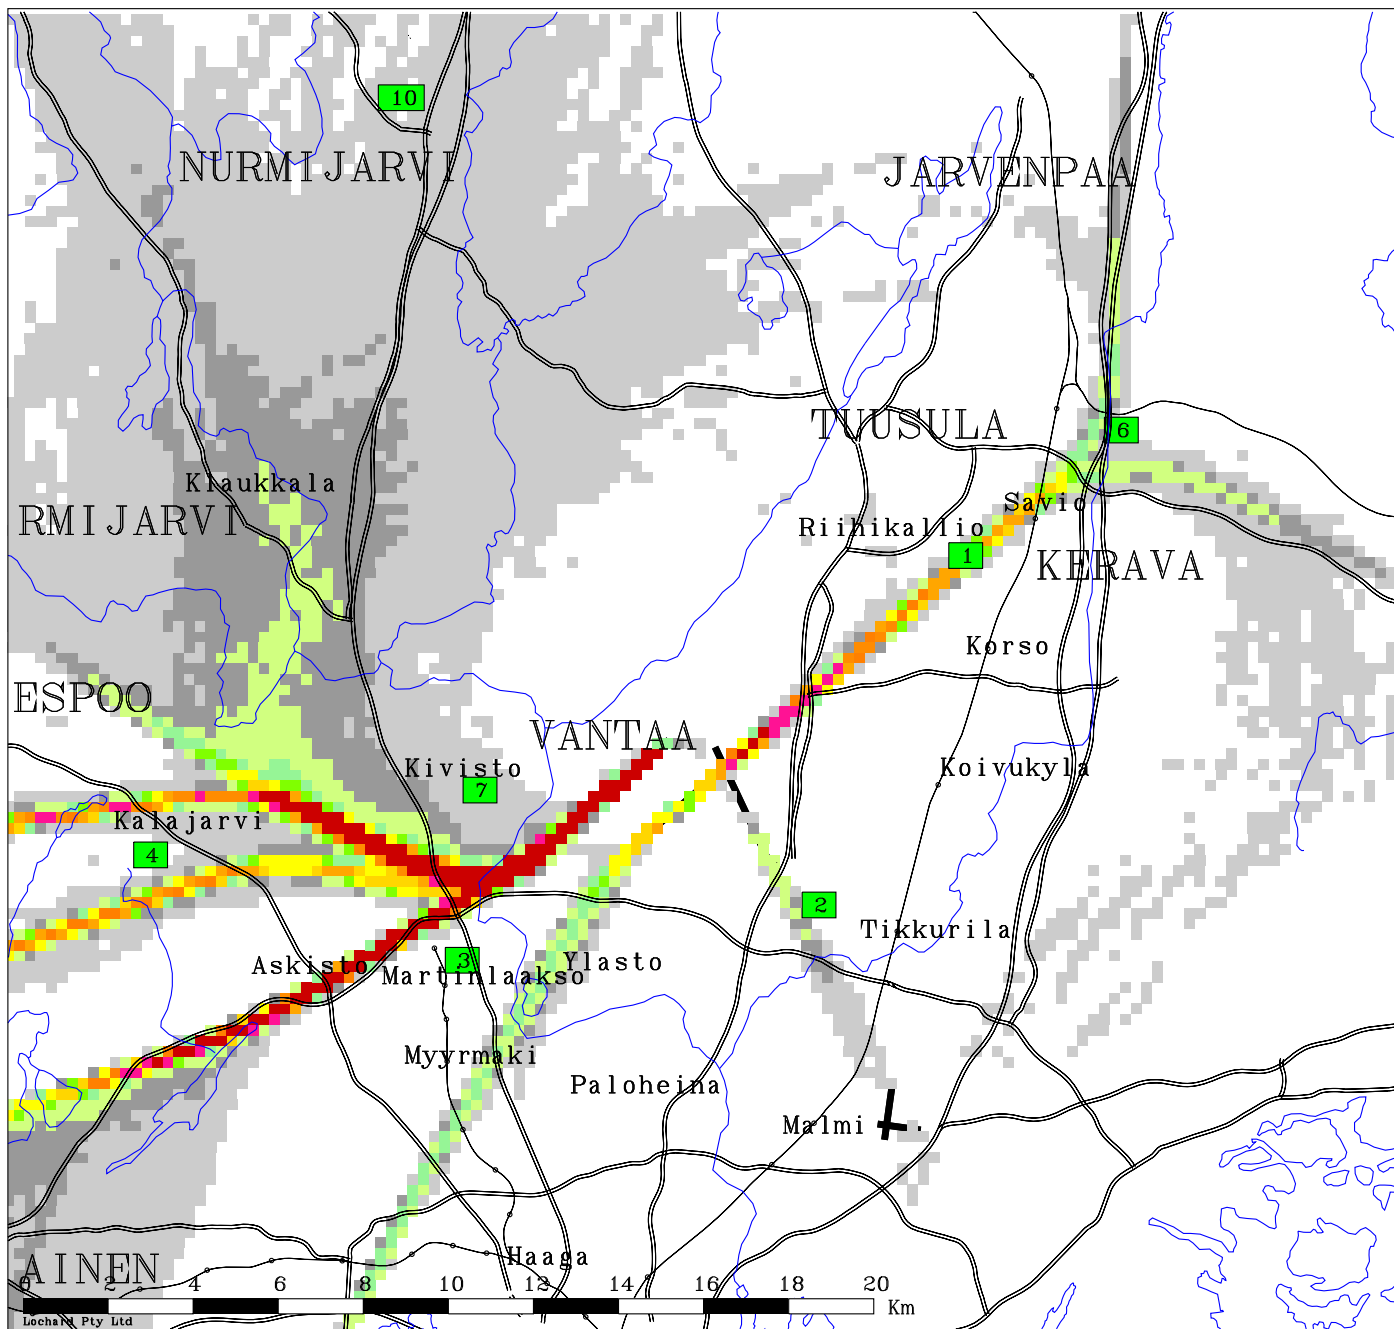 10
NURMIJARVI
JARVENPAA
TUUSULA
6
Klaukkala
Savio
RMIJARVI
Riihikallio
1
KERAVA
Korso
ESPOO
VANTAA
Kivisto
Koivukyla
7
Kalajarvi
4
2
Tikkurila
3
Askisto
Martinlaakso
Ylasto
Myyrmaki
Paloheina
Malmi
Haaga
AINEN
0 2 4 6 8 10 12 14 16 18 20
Km
Lochard Pty Ltd